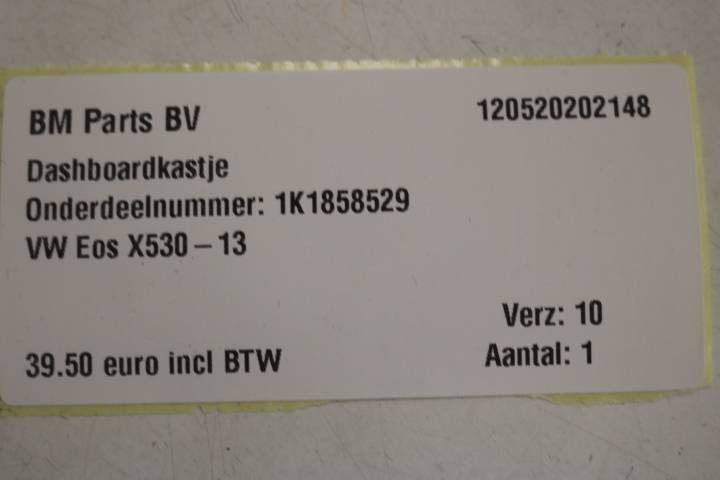 BM Parts BV 120520202148
Dashboardkastje
Onderdeelnummer: 1K1858529
VW Eos X530 – 13
Verz: 10
39.50 euro incl BTW Aantal: 1